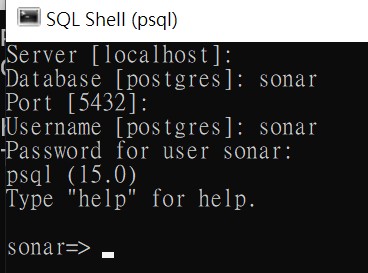 SQL Shell (psql)
Server [localhost]:
Database [postgres]: sonar
Port [5432]:
Username [postgres]: sonar
Password for user sonar:
psql (15.0)
Type "help" for help.
sonar=>